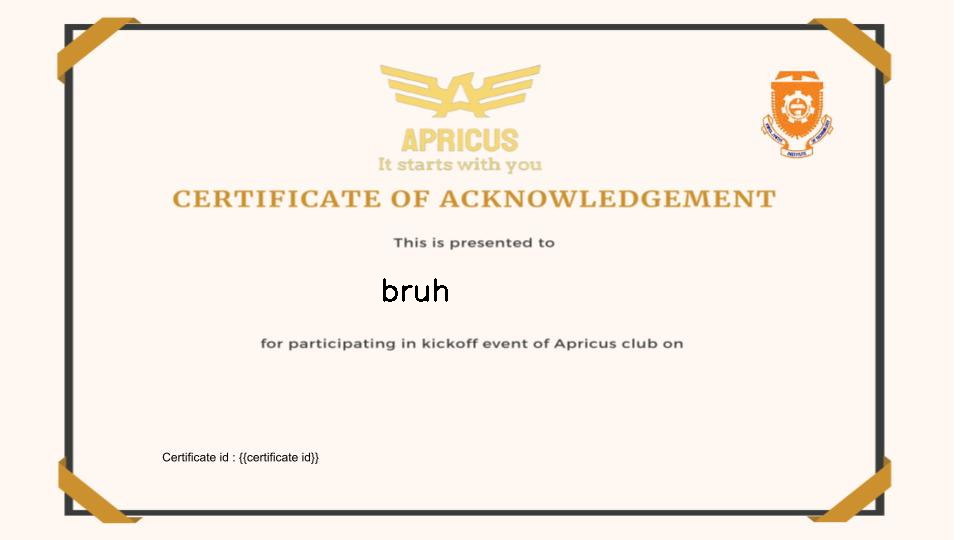 APRICUS
It starts with you
CERTIFICATE OF ACKNOWLEDGEMENT
This is presented to
bruh
for participating in kickoff event of Apricus club on
Certificate id : {{certificate id}}